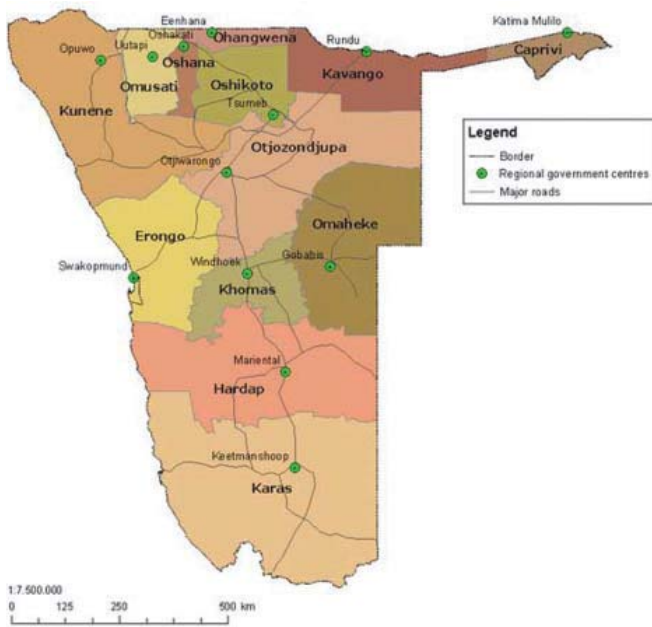 Katima Mulilo
Eenhana
Rundu
Oshakati
Ohangwena
Opuwo
Uutapi
Caprivi
Oshana
Kavango
Omusati
Oshikoto
Kunene
Tsumeb
Otjozondjupa
Otjiwarongo
Omaheke
Erongo
Swakopmund
Windhoek
Gobabis
Khomas
Mariental
Hardap
Keetmanshoop
Karas
Legend
Border
Regional government centres
Major roads
1:7.500.000
0 125 250 500 km